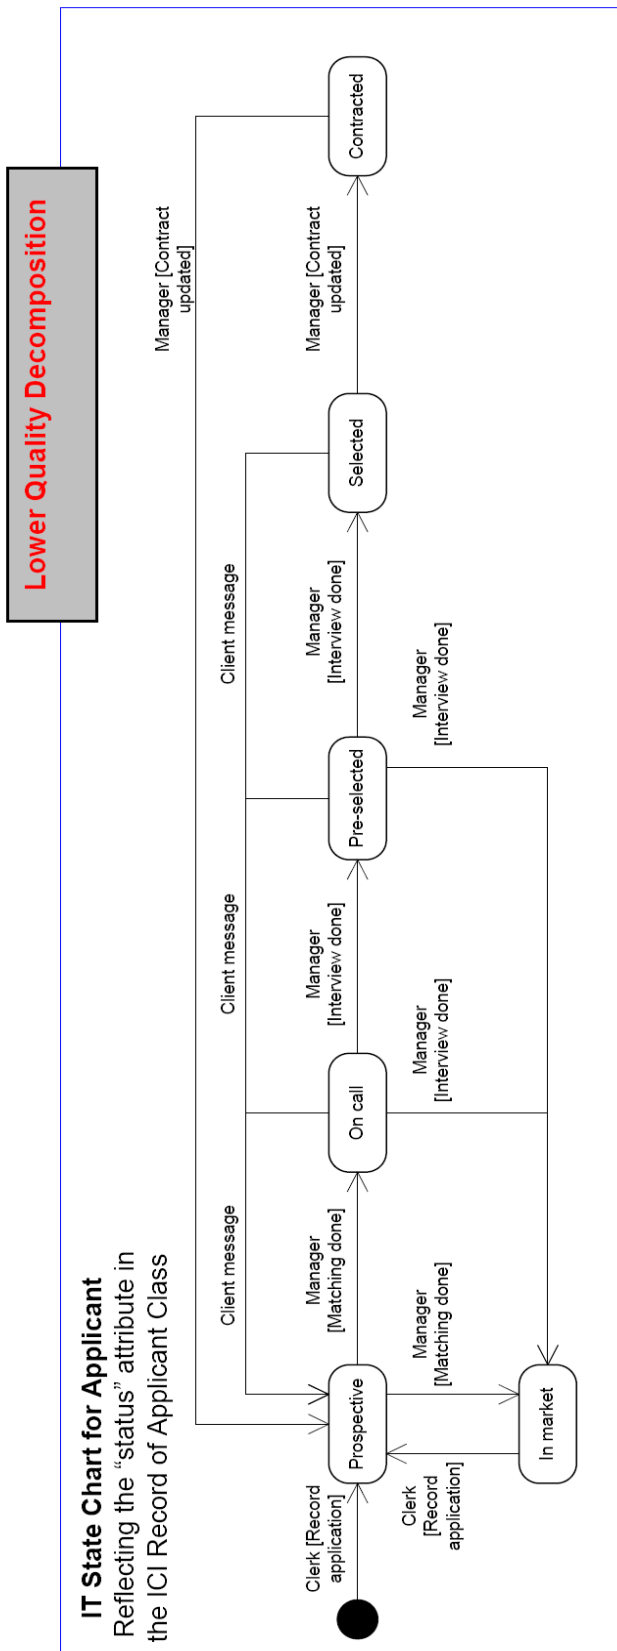 Lower Quality Decomposition
IT State Chart for Applicant
Reflecting the “status” attribute in
the ICI Record of Applicant Class
Manager [Contract
updated]
Client message
Client message
Client message
Clerk [Record
application]
Manager
[Matching done]
Manager
[Interview done]
Manager
[Interview done]
Manager [Contract
updated]
Prospective
On call
Pre-selected
Selected
Contracted
Clerk
[Record
application]
Manager
[Matching done]
Manager
[Interview done]
Manager
[Interview done]
In market